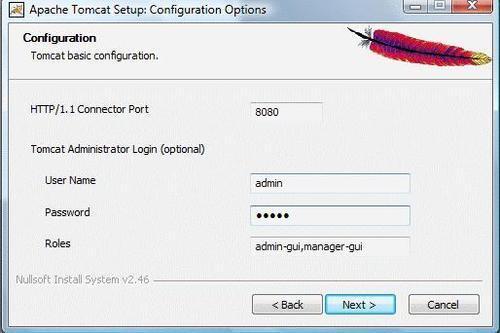 Apache Tomcat Setup: Configuration Options
Configuration
Tomcat basic configuration.
HTTP/1.1 Connector Port 8080
Tomcat Administrator Login (optional)
User Name admin
Password •••••
Roles admin-gui,manager-gui
Nullsoft Install System v2.46
< Back Next > Cancel